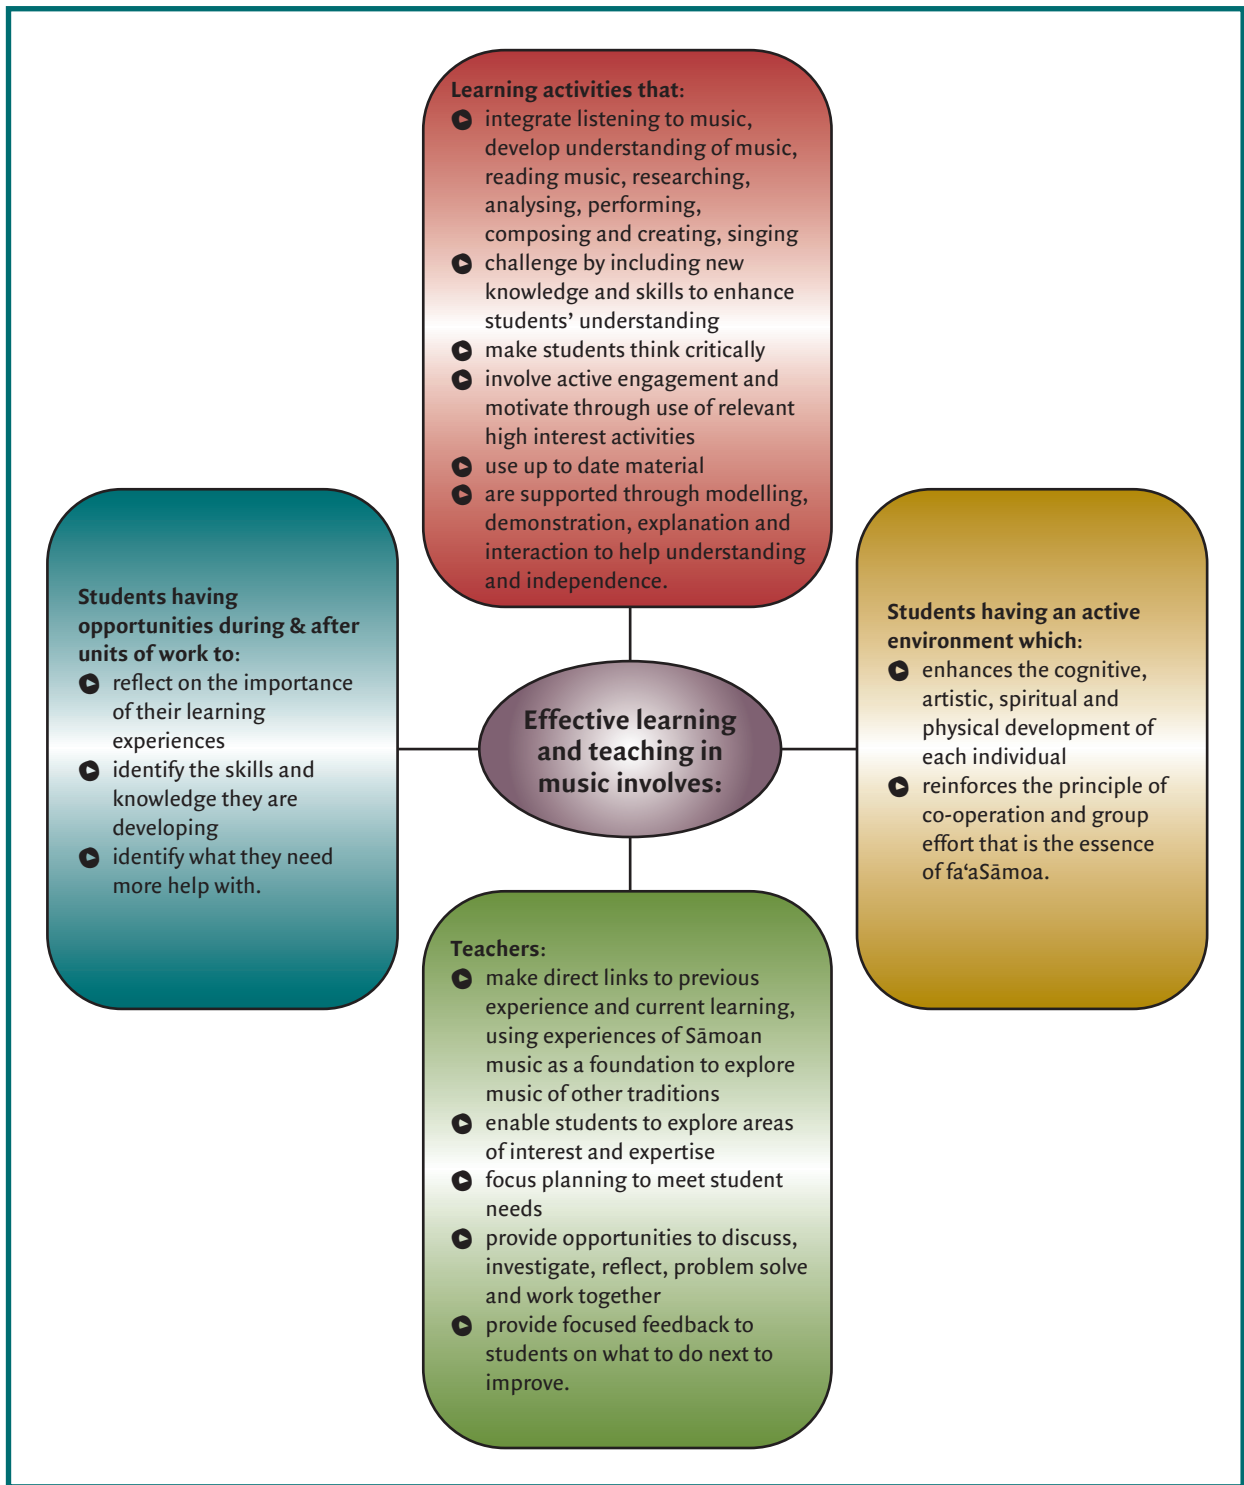 Learning activities that:
integrate listening to music,
develop understanding of music,
reading music, researching,
analysing, performing,
composing and creating, singing
challenge by including new
knowledge and skills to enhance
students’ understanding
make students think critically
involve active engagement and
motivate through use of relevant
high interest activities
use up to date material
are supported through modelling,
demonstration, explanation and
interaction to help understanding
and independence.
Students having
opportunities during & after
units of work to:
reflect on the importance
of their learning
experiences
identify the skills and
knowledge they are
developing
identify what they need
more help with.
Effective learning
and teaching in
music involves:
Students having an active
environment which:
enhances the cognitive,
artistic, spiritual and
physical development of
each individual
reinforces the principle of
co-operation and group
effort that is the essence
of fa‘aSāmoa.
Teachers:
make direct links to previous
experience and current learning,
using experiences of Sāmoan
music as a foundation to explore
music of other traditions
enable students to explore areas
of interest and expertise
focus planning to meet student
needs
provide opportunities to discuss,
investigate, reflect, problem solve
and work together
provide focused feedback to
students on what to do next to
improve.